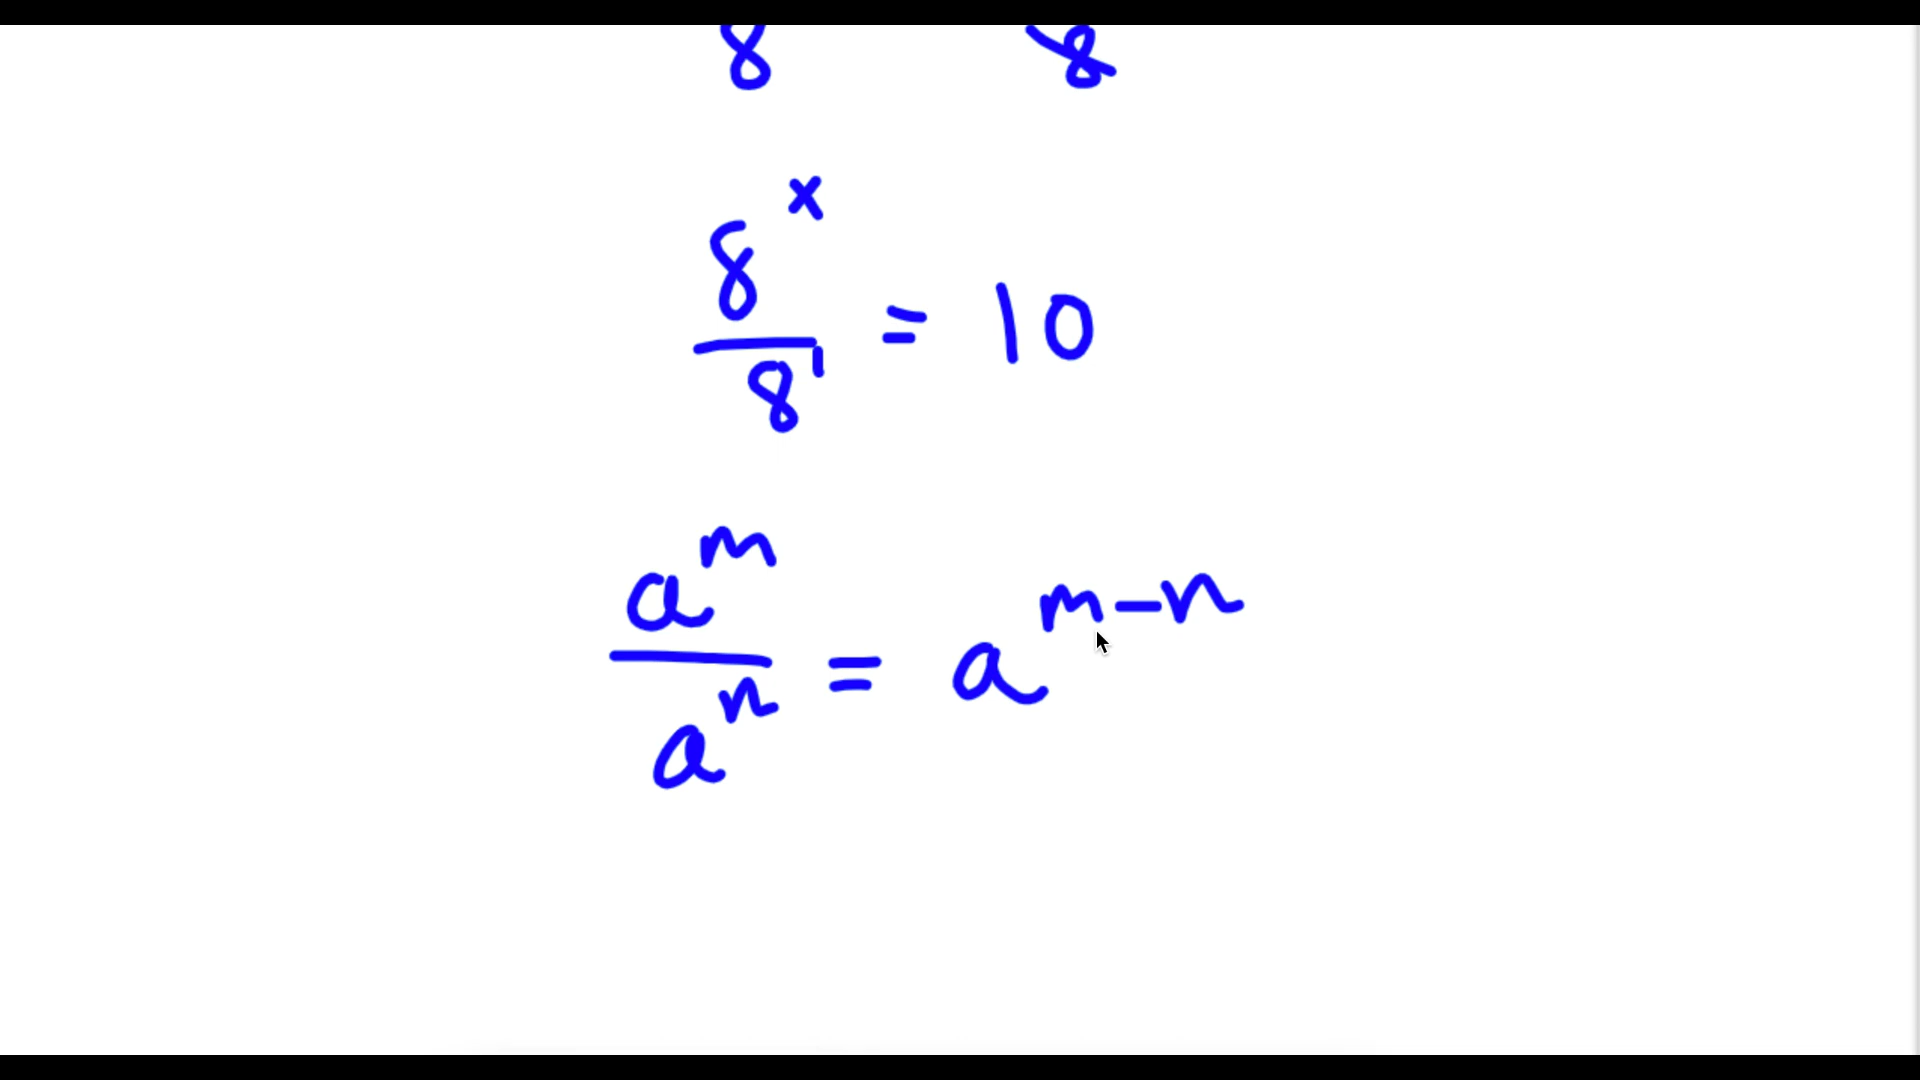 8 8
8^x / 8^1 = 10
a^m / a^n = a^(m-n)